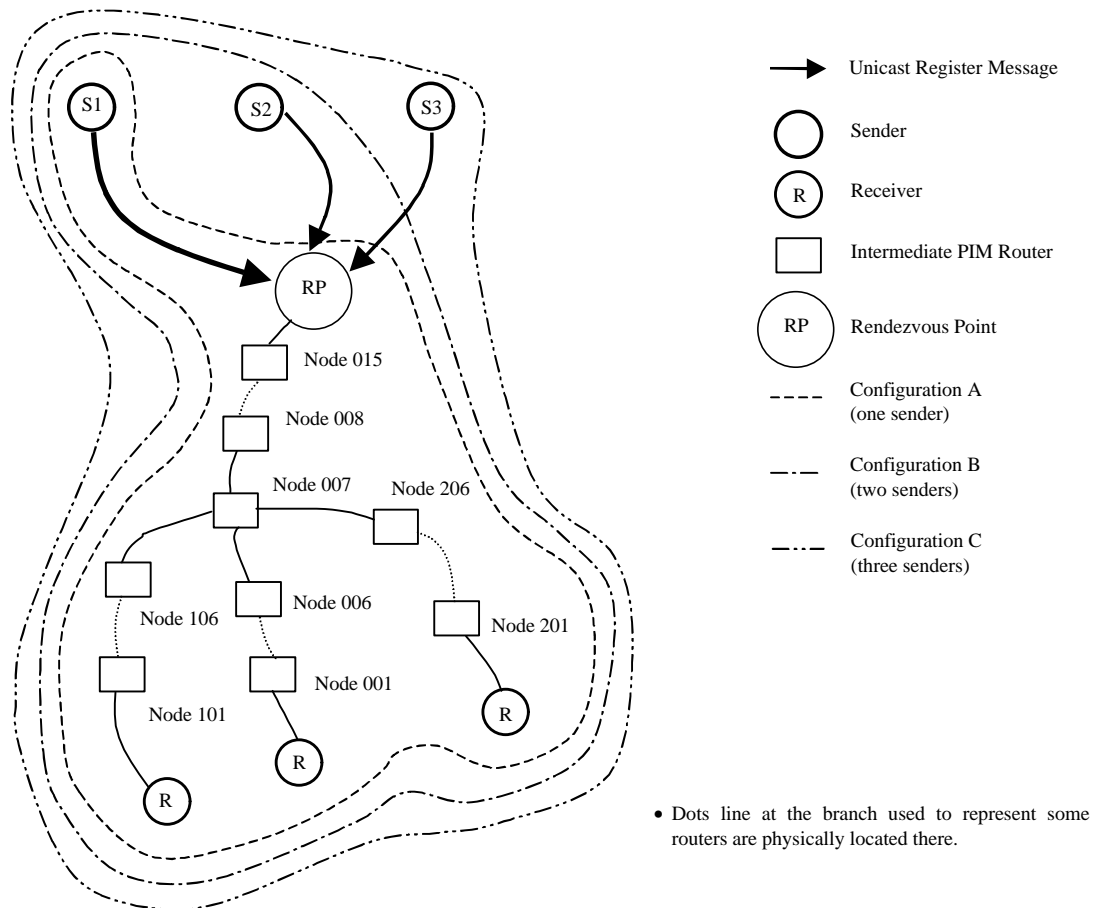 S1
S2
S3
RP
Node 015
Node 008
Node 007
Node 206
Node 106
Node 006
Node 201
Node 101
Node 001
R
R
R
Unicast Register Message
Sender
R
Receiver
Intermediate PIM Router
RP
Rendezvous Point
Configuration A
(one sender)
Configuration B
(two senders)
Configuration C
(three senders)
• Dots line at the branch used to represent some
routers are physically located there.